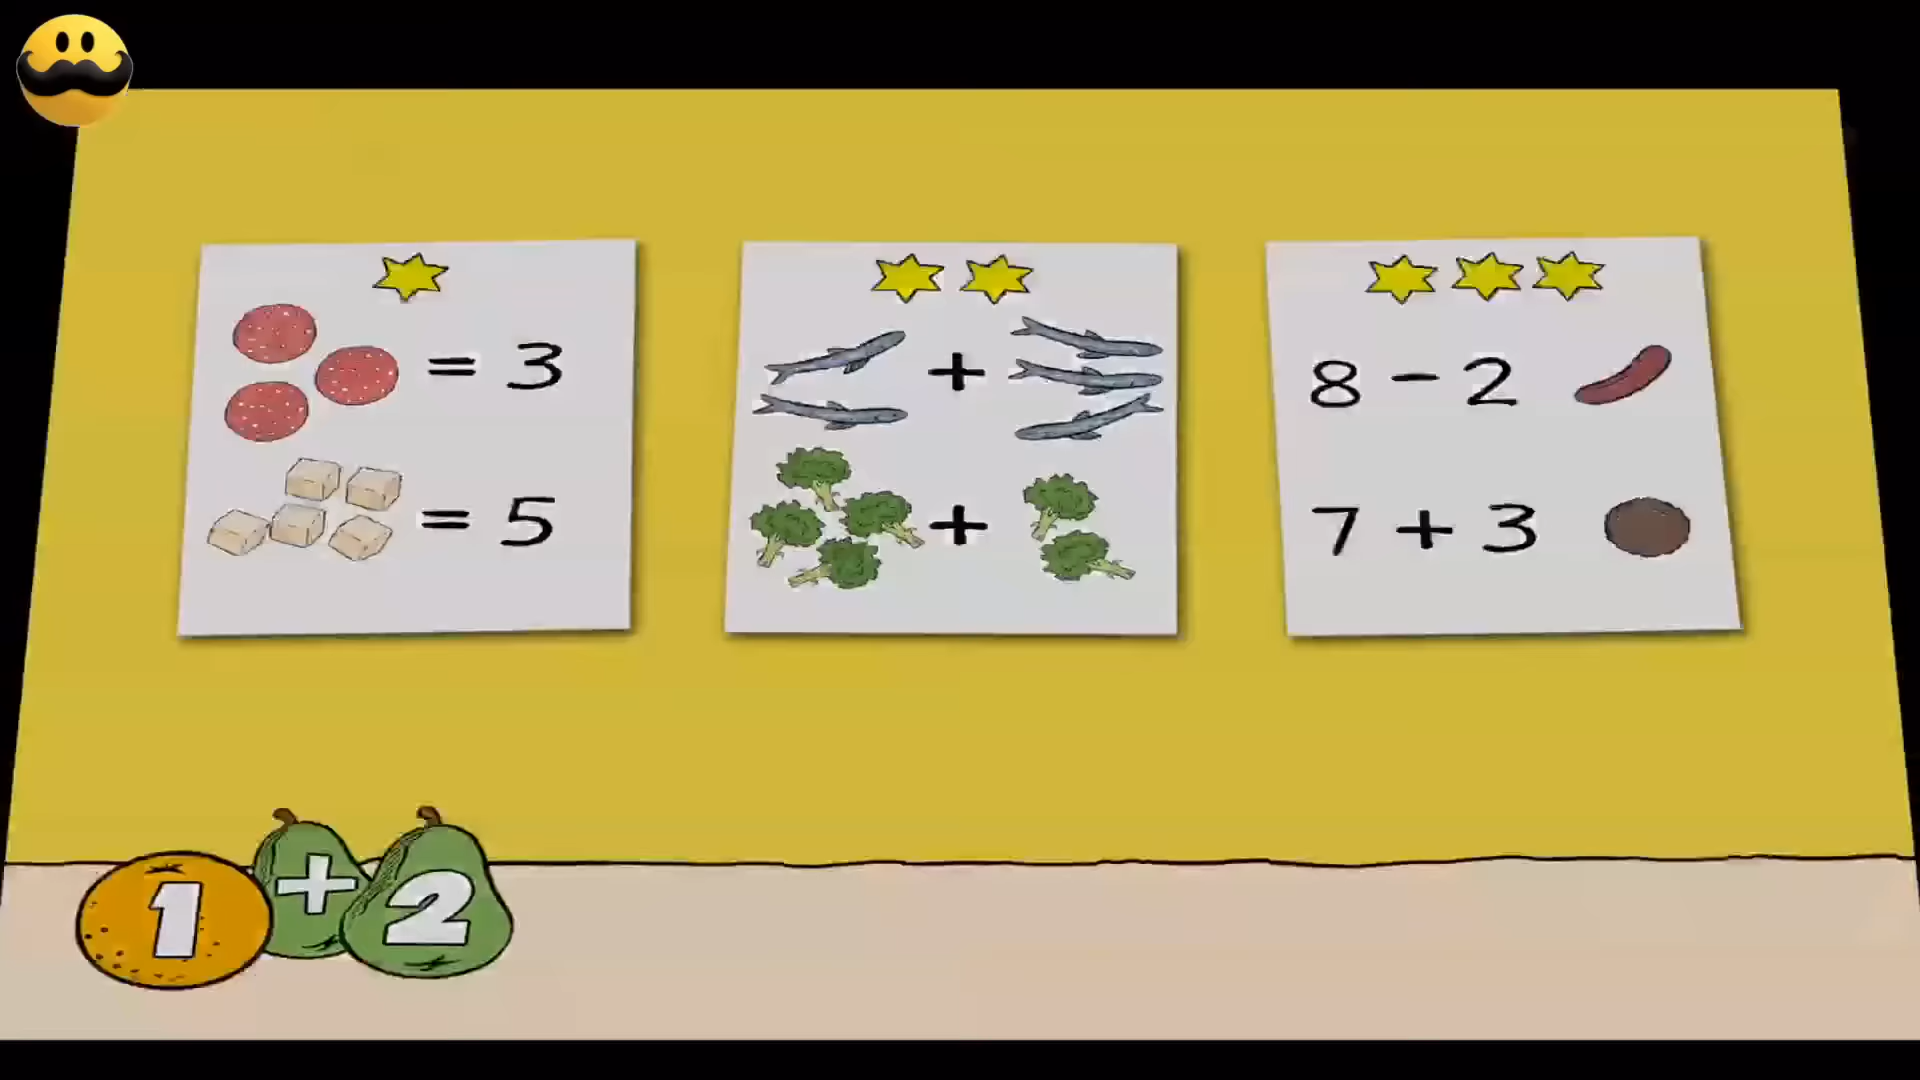 = 3
= 5
+
+
8 - 2
7 + 3
1 + 2